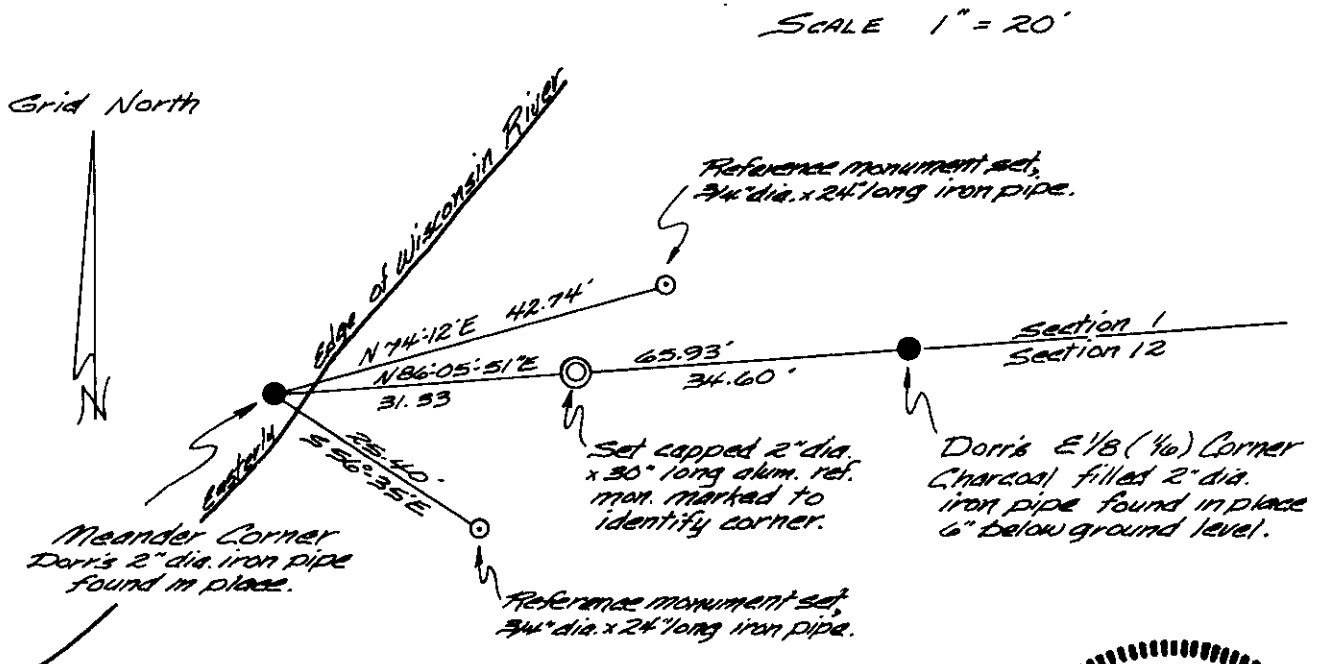 SCALE 1" = 20'
Grid North
N
Edge of Wisconsin River
Easterly
Reference monument set,
3/4" dia. x 24" long iron pipe.
N 74°-12' E 42.74'
N86°-05'-51"E
31.33
65.93'
34.60'
Section 1
Section 12
25.40'
S 56°-35' E
Set capped 2" dia.
x 30" long alum. ref.
mon. marked to
identify corner.
Dorr's E 1/8 (1/16) Corner
Charcoal filled 2" dia.
iron pipe found in place
6" below ground level.
Meander Corner
Dorr's 2" dia. iron pipe
found in place.
Reference monument set,
3/4" dia. x 24" long iron pipe.